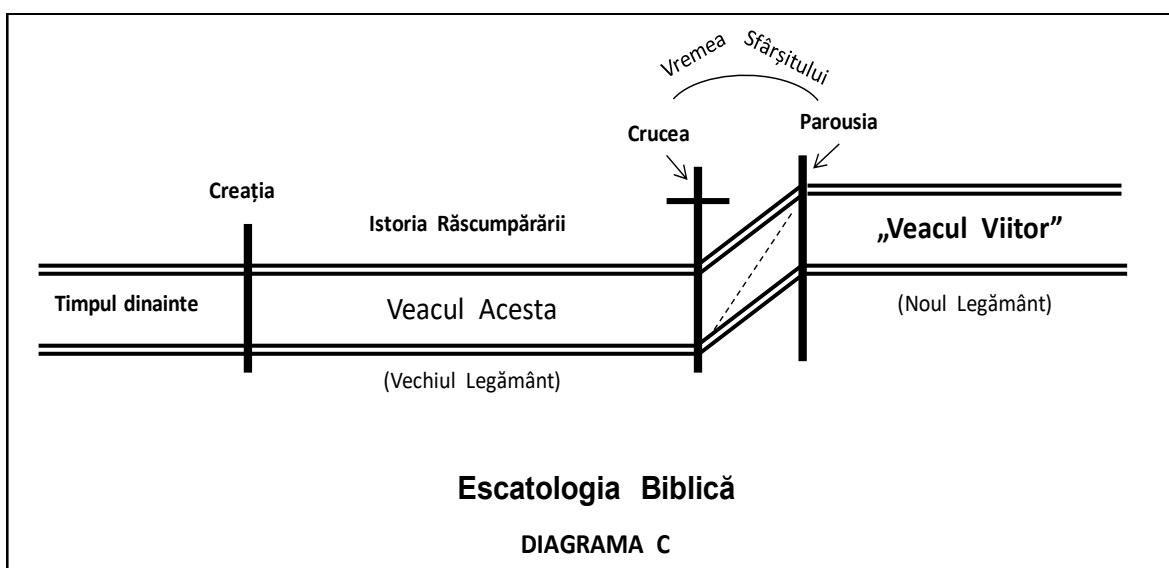 Vremea Sfârșitului
Crucea
Parousia
Creația
Istoria Răscumpărării
„Veacul Viitor”
Timpul dinainte
Veacul Acesta
(Noul Legământ)
(Vechiul Legământ)
Escatologia Biblică
DIAGRAMA C